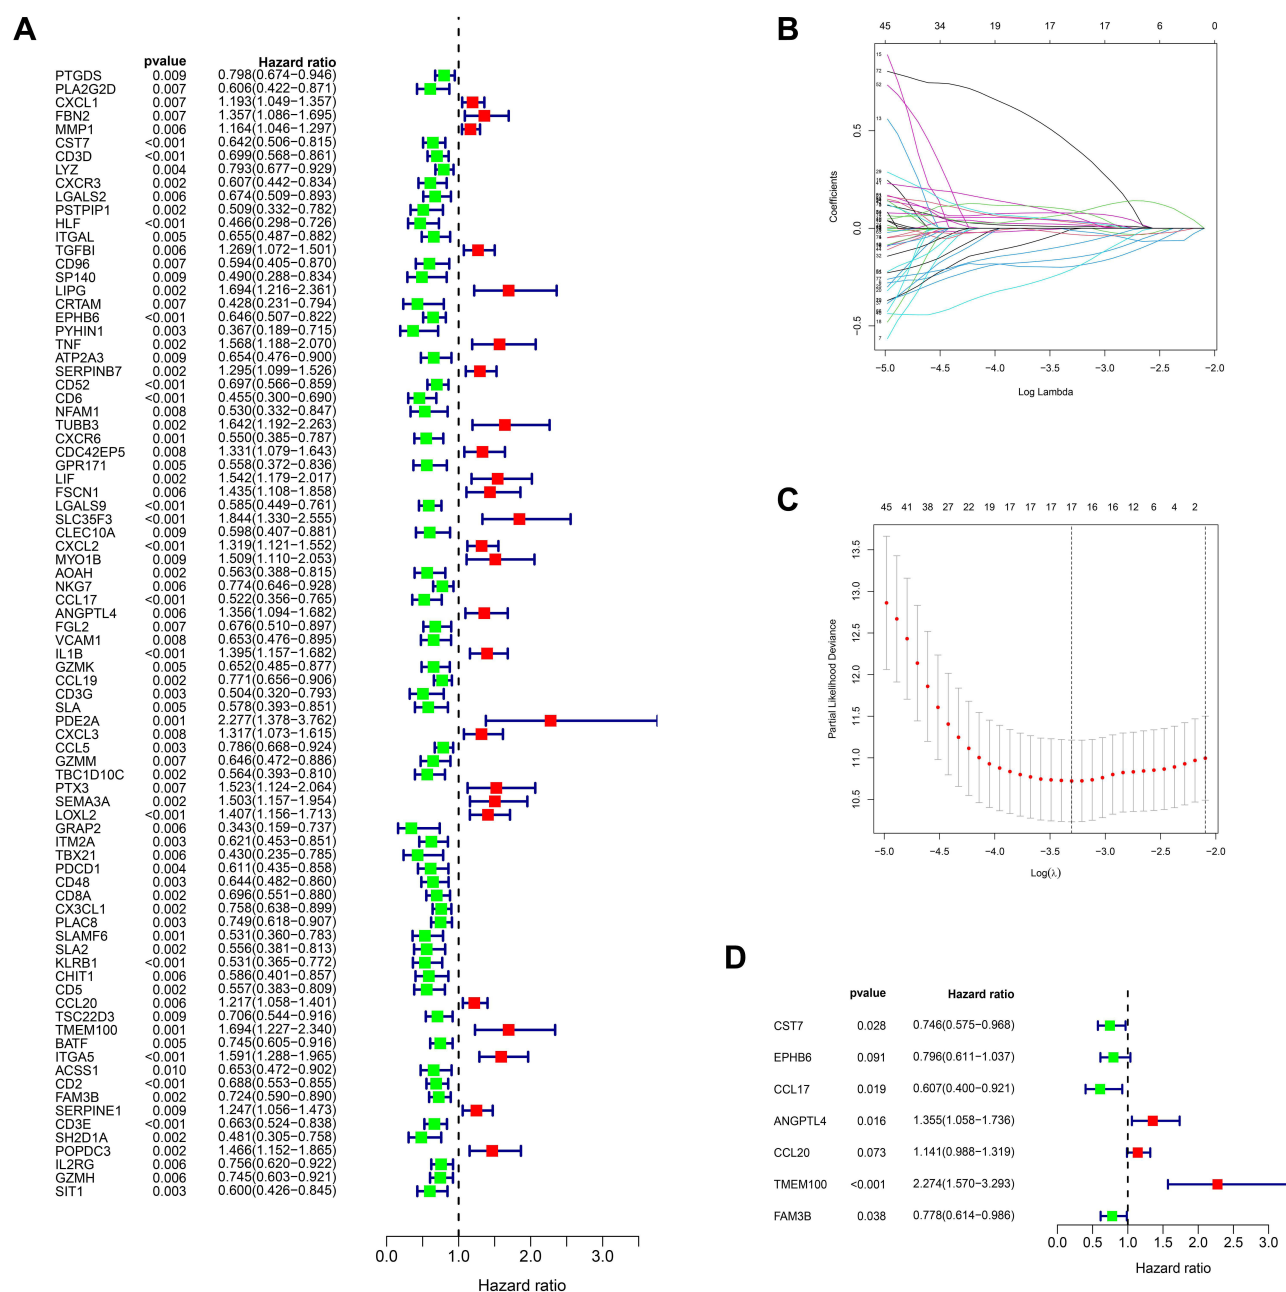 A
pvalue Hazard ratio
PTGDS 0.009 0.798(0.674−0.946)
PLA2G2D 0.007 0.606(0.422−0.871)
CXCL1 0.007 1.193(1.049−1.357)
FBN2 0.007 1.357(1.086−1.695)
MMP1 0.006 1.164(1.046−1.297)
CST7 <0.001 0.642(0.506−0.815)
CD3D <0.001 0.699(0.568−0.861)
LYZ 0.004 0.793(0.677−0.929)
CXCR3 0.002 0.607(0.442−0.834)
LGALS2 0.006 0.674(0.509−0.893)
PSTPIP1 0.002 0.509(0.332−0.782)
HLF <0.001 0.466(0.298−0.726)
ITGAL 0.005 0.655(0.487−0.882)
TGFBI 0.006 1.269(1.072−1.501)
CD96 0.007 0.594(0.405−0.870)
SP140 0.009 0.490(0.288−0.834)
LIPG 0.002 1.694(1.216−2.361)
CRTAM 0.007 0.428(0.231−0.794)
EPHB6 <0.001 0.646(0.507−0.822)
PYHIN1 0.003 0.367(0.189−0.715)
TNF 0.002 1.568(1.188−2.070)
ATP2A3 0.009 0.654(0.476−0.900)
SERPINB7 0.002 1.295(1.099−1.526)
CD52 <0.001 0.697(0.566−0.859)
CD6 <0.001 0.455(0.300−0.690)
NFAM1 0.008 0.530(0.332−0.847)
TUBB3 0.002 1.642(1.192−2.263)
CXCR6 0.001 0.550(0.385−0.787)
CDC42EP5 0.008 1.331(1.079−1.643)
GPR171 0.005 0.558(0.372−0.836)
LIF 0.002 1.542(1.179−2.017)
FSCN1 0.006 1.435(1.108−1.858)
LGALS9 <0.001 0.585(0.449−0.761)
SLC35F3 <0.001 1.844(1.330−2.555)
CLEC10A 0.009 0.598(0.407−0.881)
CXCL2 <0.001 1.319(1.121−1.552)
MYO1B 0.009 1.509(1.110−2.053)
AOAH 0.002 0.563(0.388−0.815)
NKG7 0.006 0.774(0.646−0.928)
CCL17 <0.001 0.522(0.356−0.765)
ANGPTL4 0.006 1.356(1.094−1.682)
FGL2 0.007 0.676(0.510−0.897)
VCAM1 0.008 0.653(0.476−0.895)
IL1B <0.001 1.395(1.157−1.682)
GZMK 0.005 0.652(0.485−0.877)
CCL19 0.002 0.771(0.656−0.906)
CD3G 0.003 0.504(0.320−0.793)
SLA 0.005 0.578(0.393−0.851)
PDE2A 0.001 2.277(1.378−3.762)
CXCL3 0.008 1.317(1.073−1.615)
CCL5 0.003 0.786(0.668−0.924)
GZMM 0.007 0.646(0.472−0.886)
TBC1D10C 0.002 0.564(0.393−0.810)
PTX3 0.007 1.523(1.124−2.064)
SEMA3A 0.002 1.503(1.157−1.954)
LOXL2 <0.001 1.407(1.156−1.713)
GRAP2 0.006 0.343(0.159−0.737)
ITM2A 0.003 0.621(0.453−0.851)
TBX21 0.006 0.430(0.235−0.785)
PDCD1 0.004 0.611(0.435−0.858)
CD48 0.003 0.644(0.482−0.860)
CD8A 0.002 0.696(0.551−0.880)
CX3CL1 0.002 0.758(0.638−0.899)
PLAC8 0.003 0.749(0.618−0.907)
SLAMF6 0.001 0.531(0.360−0.783)
SLA2 0.002 0.556(0.381−0.813)
KLRB1 <0.001 0.531(0.365−0.772)
CHIT1 0.006 0.586(0.401−0.857)
CD5 0.002 0.557(0.383−0.809)
CCL20 0.006 1.217(1.058−1.401)
TSC22D3 0.009 0.706(0.544−0.916)
TMEM100 0.001 1.694(1.227−2.340)
BATF 0.005 0.745(0.605−0.916)
ITGA5 <0.001 1.591(1.288−1.965)
ACSS1 0.010 0.653(0.472−0.902)
CD2 <0.001 0.688(0.553−0.855)
FAM3B 0.002 0.724(0.590−0.890)
SERPINE1 0.009 1.247(1.056−1.473)
CD3E <0.001 0.663(0.524−0.838)
SH2D1A 0.002 0.481(0.305−0.758)
POPDC3 0.002 1.466(1.152−1.865)
IL2RG 0.006 0.756(0.620−0.922)
GZMH 0.006 0.745(0.603−0.921)
SIT1 0.003 0.600(0.426−0.845)
0.0 1.0 2.0 3.0
Hazard ratio
B
45 34 19 17 17 6 0
Coefficients
0.5
0.0
−0.5
72
52
13
29
32
18
7
−5.0 −4.5 −4.0 −3.5 −3.0 −2.5 −2.0
Log Lambda
C
45 41 38 27 22 19 17 17 17 17 16 16 12 6 4 2
Partial Likelihood Deviance
13.5
13.0
12.5
12.0
11.5
11.0
10.5
−5.0 −4.5 −4.0 −3.5 −3.0 −2.5 −2.0
Log(λ)
D
pvalue Hazard ratio
CST7 0.028 0.746(0.575−0.968)
EPHB6 0.091 0.796(0.611−1.037)
CCL17 0.019 0.607(0.400−0.921)
ANGPTL4 0.016 1.355(1.058−1.736)
CCL20 0.073 1.141(0.988−1.319)
TMEM100 <0.001 2.274(1.570−3.293)
FAM3B 0.038 0.778(0.614−0.986)
0.0 0.5 1.0 1.5 2.0 2.5 3.0
Hazard ratio